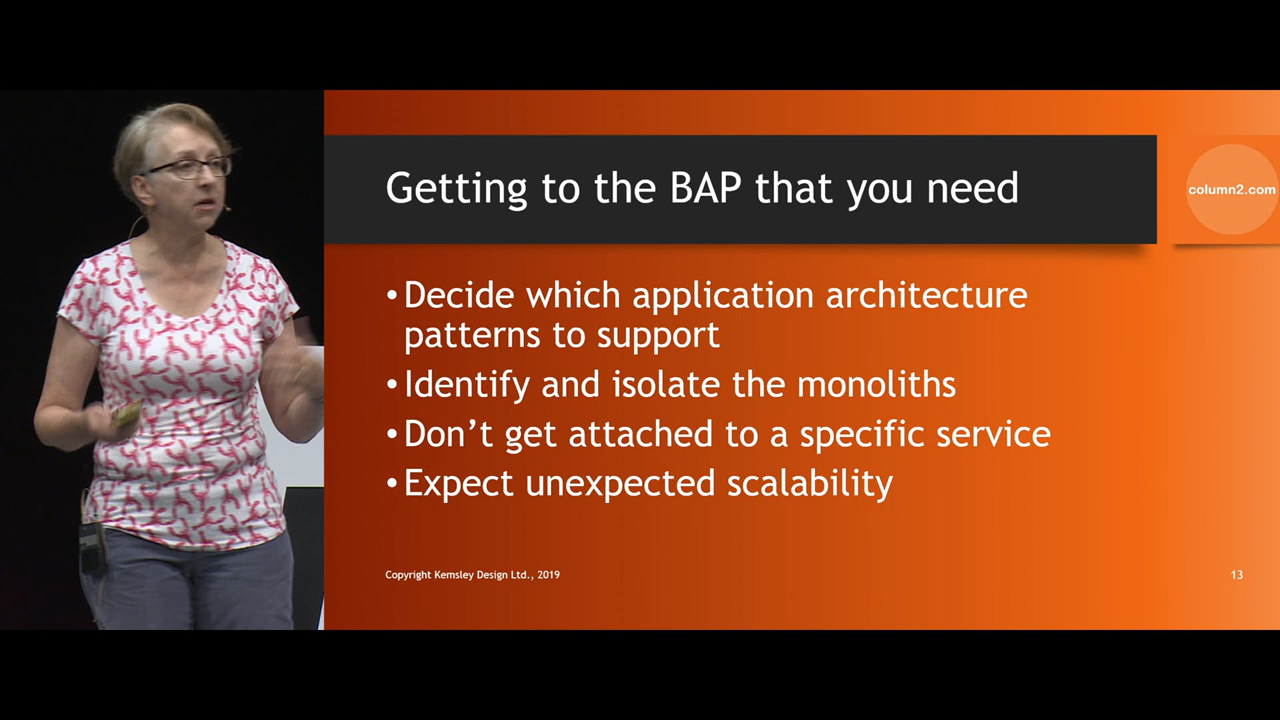 Getting to the BAP that you need
column2.com
•Decide which application architecture
patterns to support
•Identify and isolate the monoliths
•Don’t get attached to a specific service
•Expect unexpected scalability
Copyright Kemsley Design Ltd., 2019
13